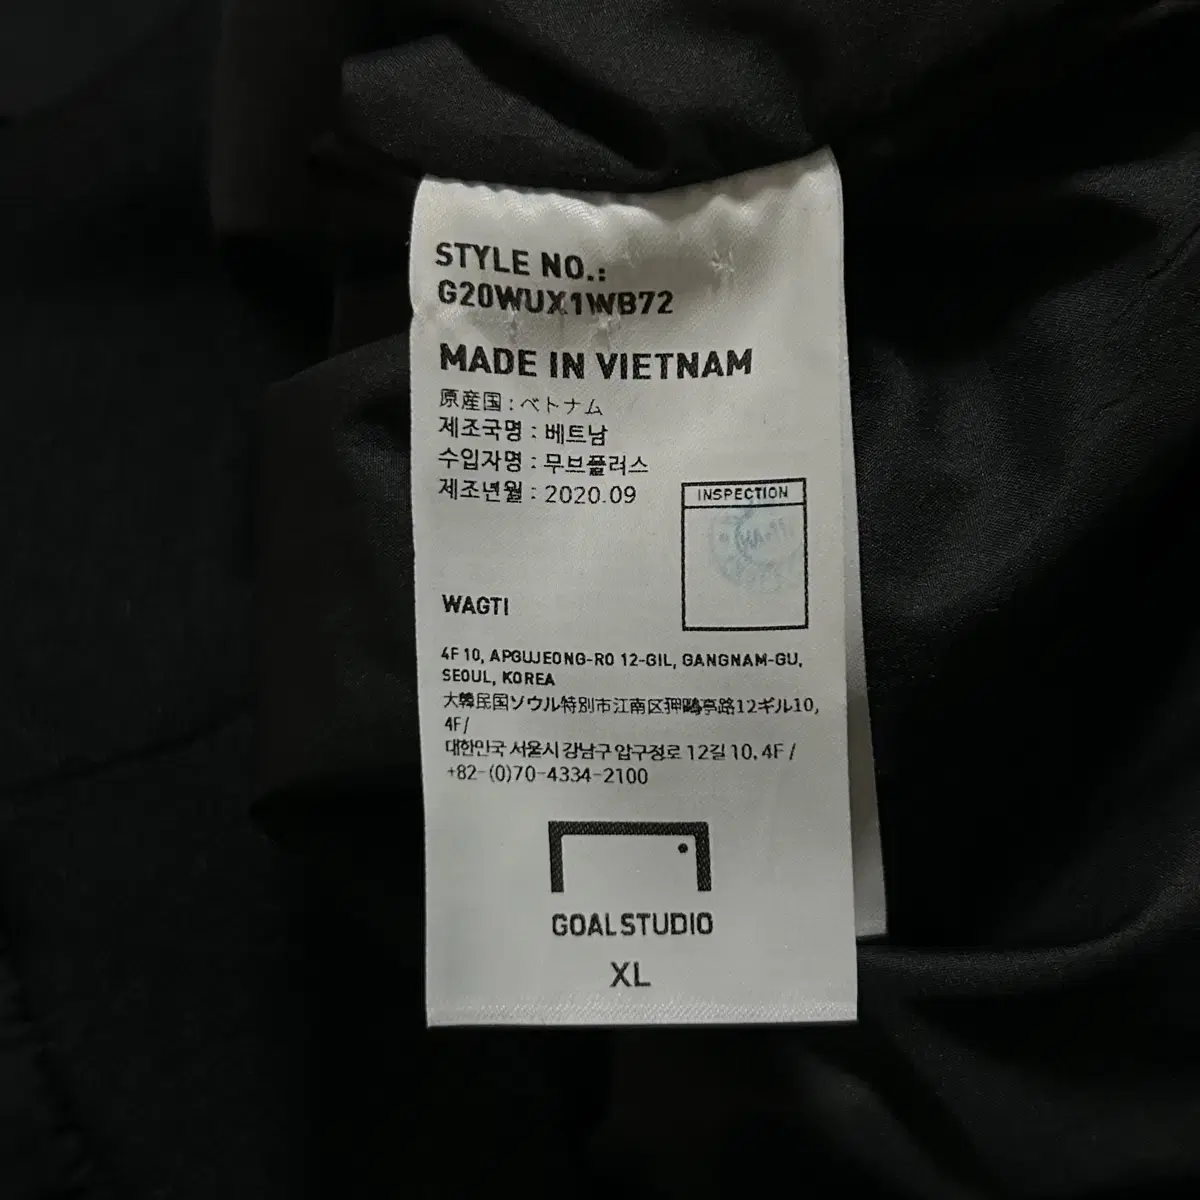 STYLE NO.:
G20WUX1WB72
MADE IN VIETNAM
原産国 : ベトナム
제조국명 : 베트남
수입자명 : 무브플러스
제조년월 : 2020.09
INSPECTION
WAGTI
4F 10, APGUJEONG-RO 12-GIL, GANGNAM-GU,
SEOUL, KOREA
大韓民国ソウル特別市江南区狎鴎亭路12ギル10,
4F/
대한민국 서울시 강남구 압구정로 12길 10, 4F /
+82-(0)70-4334-2100
GOALSTUDIO
XL